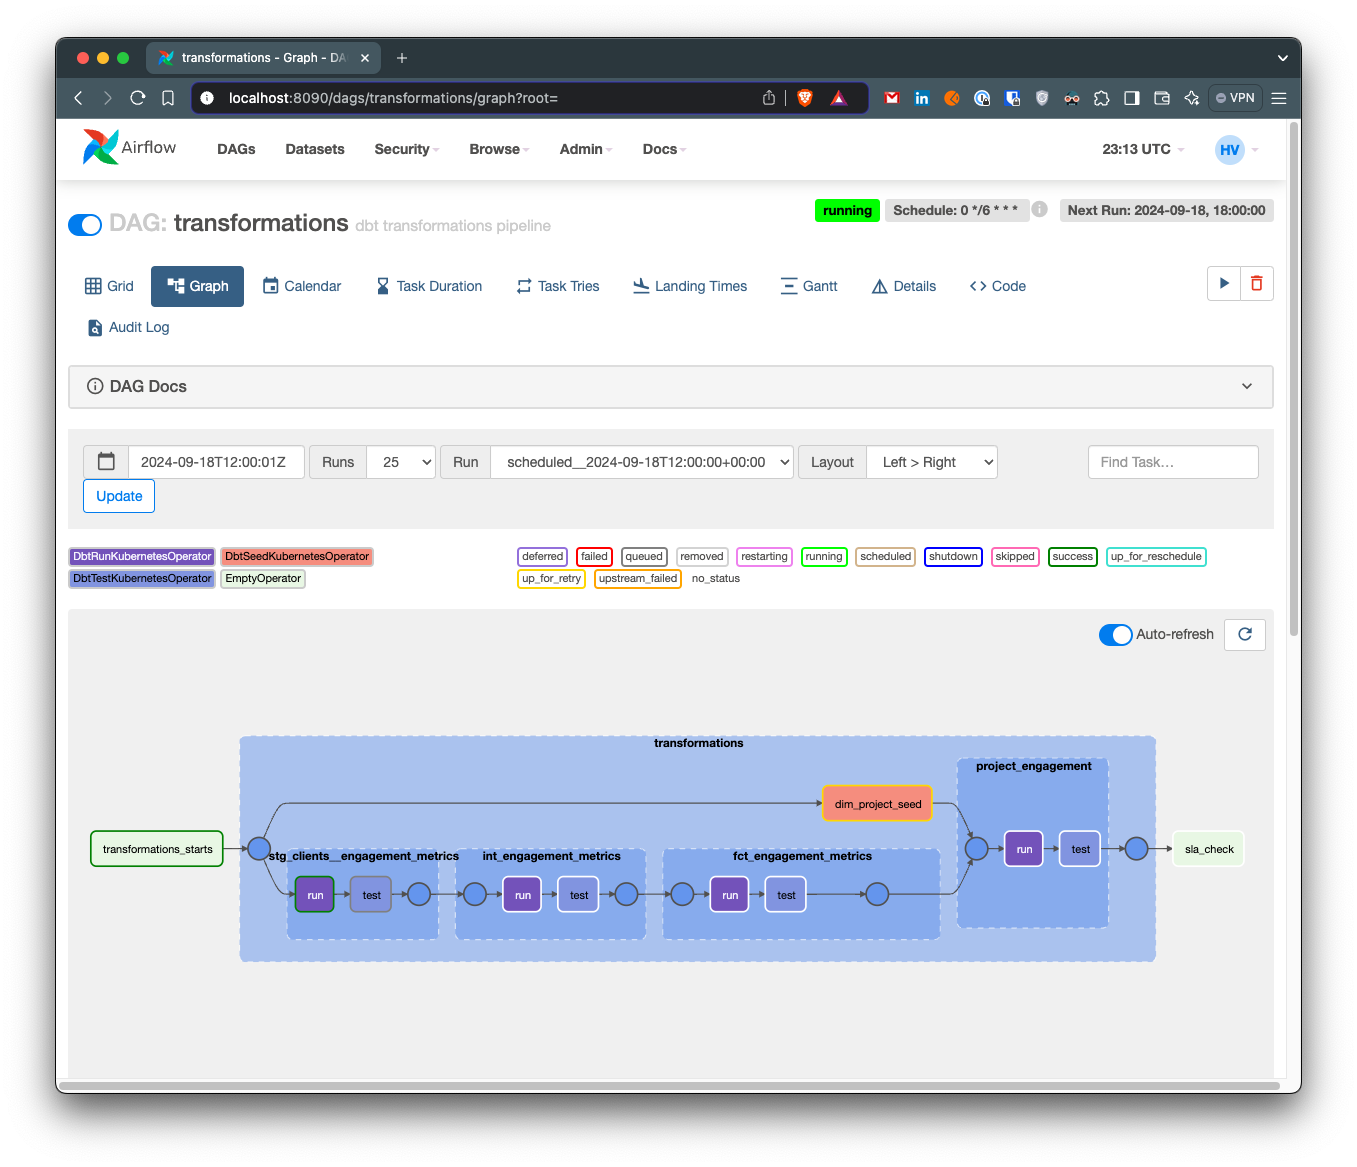 transformations - Graph - DA
localhost:8090/dags/transformations/graph?root=
VPN
Airflow
DAGs
Datasets
Security
Browse
Admin
Docs
23:13 UTC
HV
DAG: transformations dbt transformations pipeline
running
Schedule: 0 */6 * * *
Next Run: 2024-09-18, 18:00:00
Grid
Graph
Calendar
Task Duration
Task Tries
Landing Times
Gantt
Details
Code
Audit Log
DAG Docs
2024-09-18T12:00:01Z
Runs
25
Run
scheduled__2024-09-18T12:00:00+00:00
Layout
Left > Right
Find Task...
Update
DbtRunKubernetesOperator
DbtSeedKubernetesOperator
deferred
failed
queued
removed
restarting
running
scheduled
shutdown
skipped
success
up_for_reschedule
DbtTestKubernetesOperator
EmptyOperator
up_for_retry
upstream_failed
no_status
Auto-refresh
transformations
project_engagement
dim_project_seed
transformations_starts
run
test
sla_check
stg_clients__engagement_metrics
int_engagement_metrics
fct_engagement_metrics
run
test
run
test
run
test